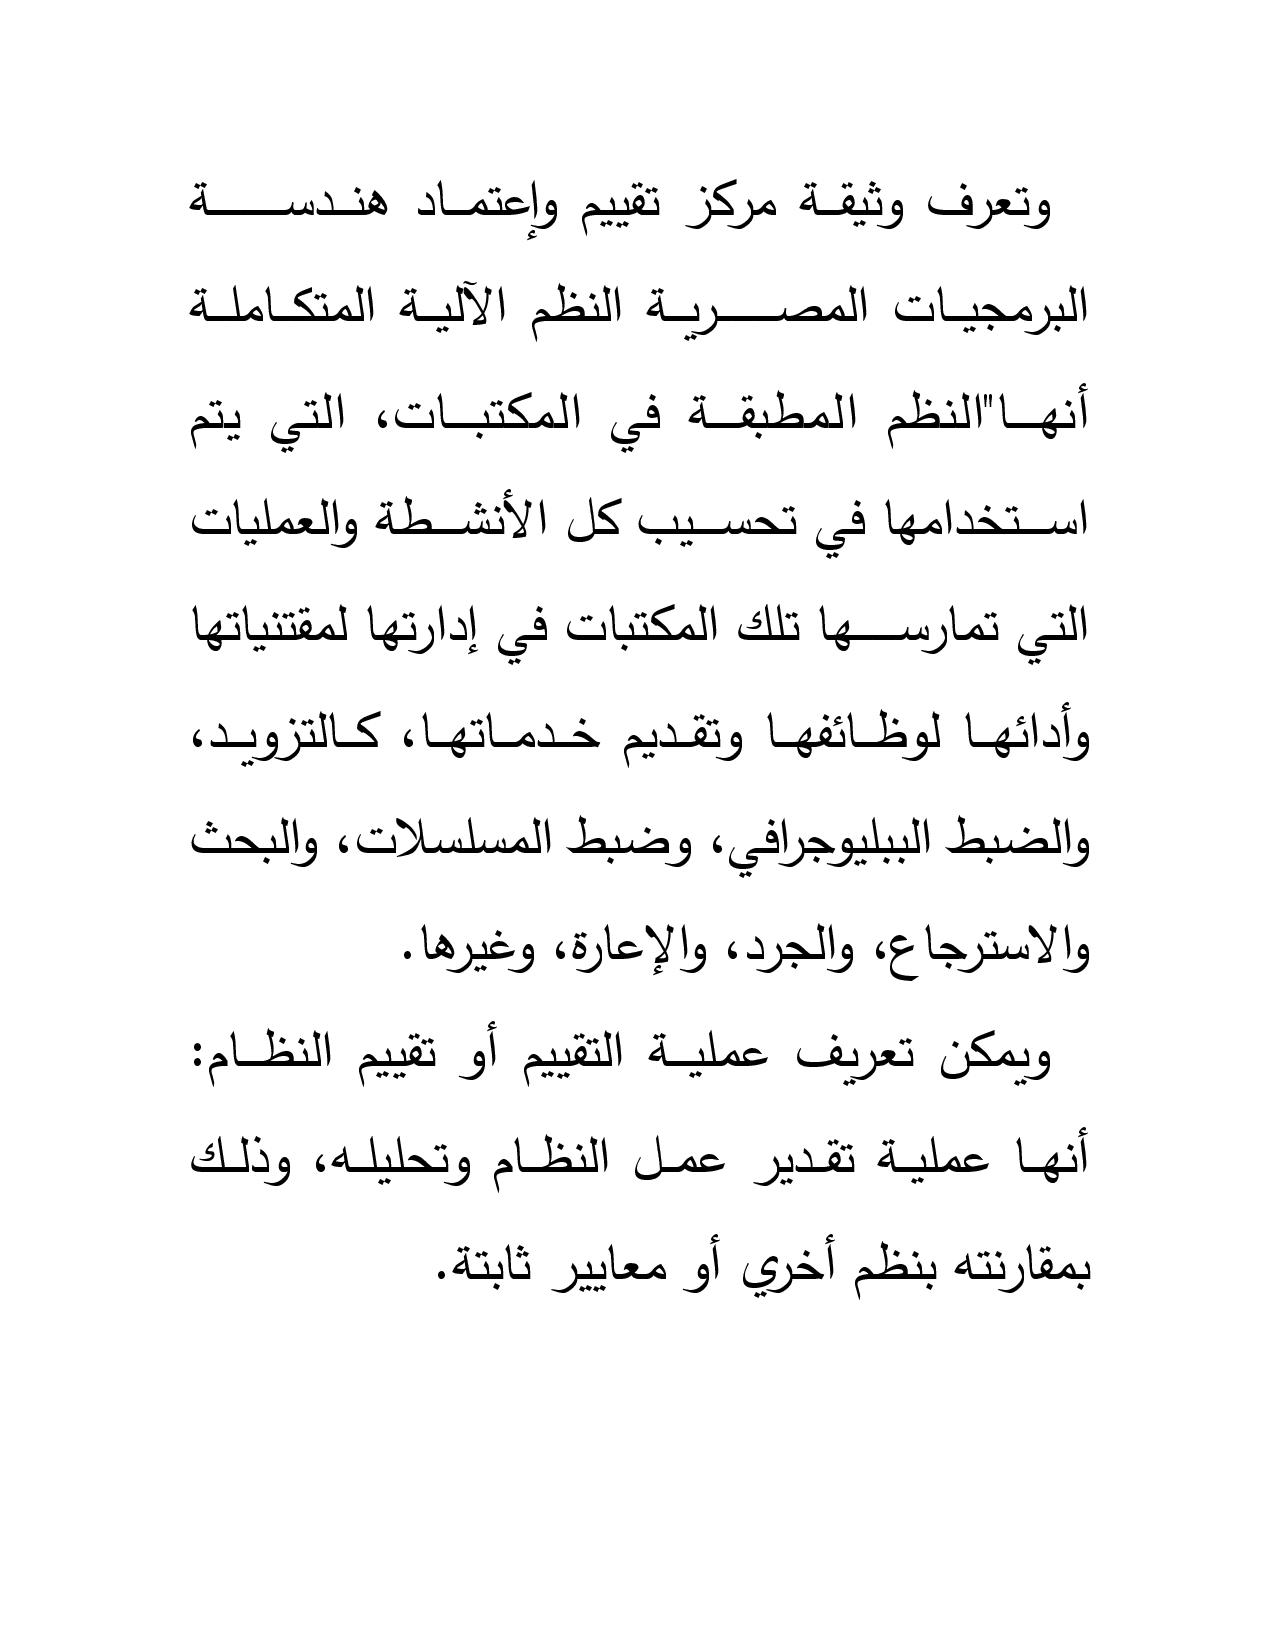 وتعرف وثيقة مركز تقييم وإعتماد هندسة
البرمجيات المصرية النظم الآلية المتكاملة
أنها"النظم المطبقة في المكتبات، التي يتم
استخدامها في تحسيب كل الأنشطة والعمليات
التي تمارسها تلك المكتبات في إدارتها لمقتنياتها
وأدائها لوظائفها وتقديم خدماتها، كالتزويد،
والضبط الببليوجرافي، وضبط المسلسلات، والبحث
والاسترجاع، والجرد، والإعارة، وغيرها.
ويمكن تعريف عملية التقييم أو تقييم النظام:
أنها عملية تقدير عمل النظام وتحليله، وذلك
بمقارنته بنظم أخري أو معايير ثابتة.